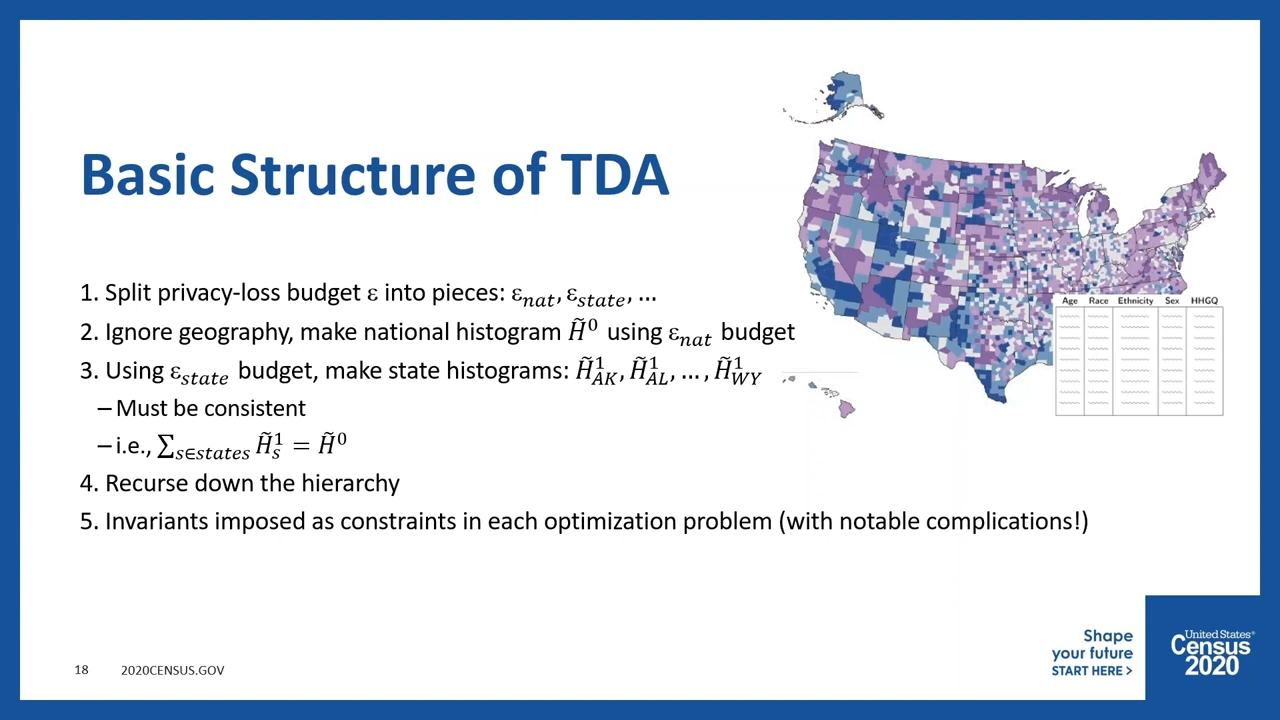 Basic Structure of TDA
1. Split privacy-loss budget ε into pieces: ε_nat, ε_state, …
2. Ignore geography, make national histogram H̃⁰ using ε_nat budget
3. Using ε_state budget, make state histograms: H̃¹_AK, H̃¹_AL, … , H̃¹_WY
– Must be consistent
– i.e., ∑_s∈states H̃¹_s = H̃⁰
4. Recurse down the hierarchy
5. Invariants imposed as constraints in each optimization problem (with notable complications!)
Age Race Ethnicity Sex HHGQ
18 2020CENSUS.GOV
Shape
your future
START HERE >
United States®
Census
2020